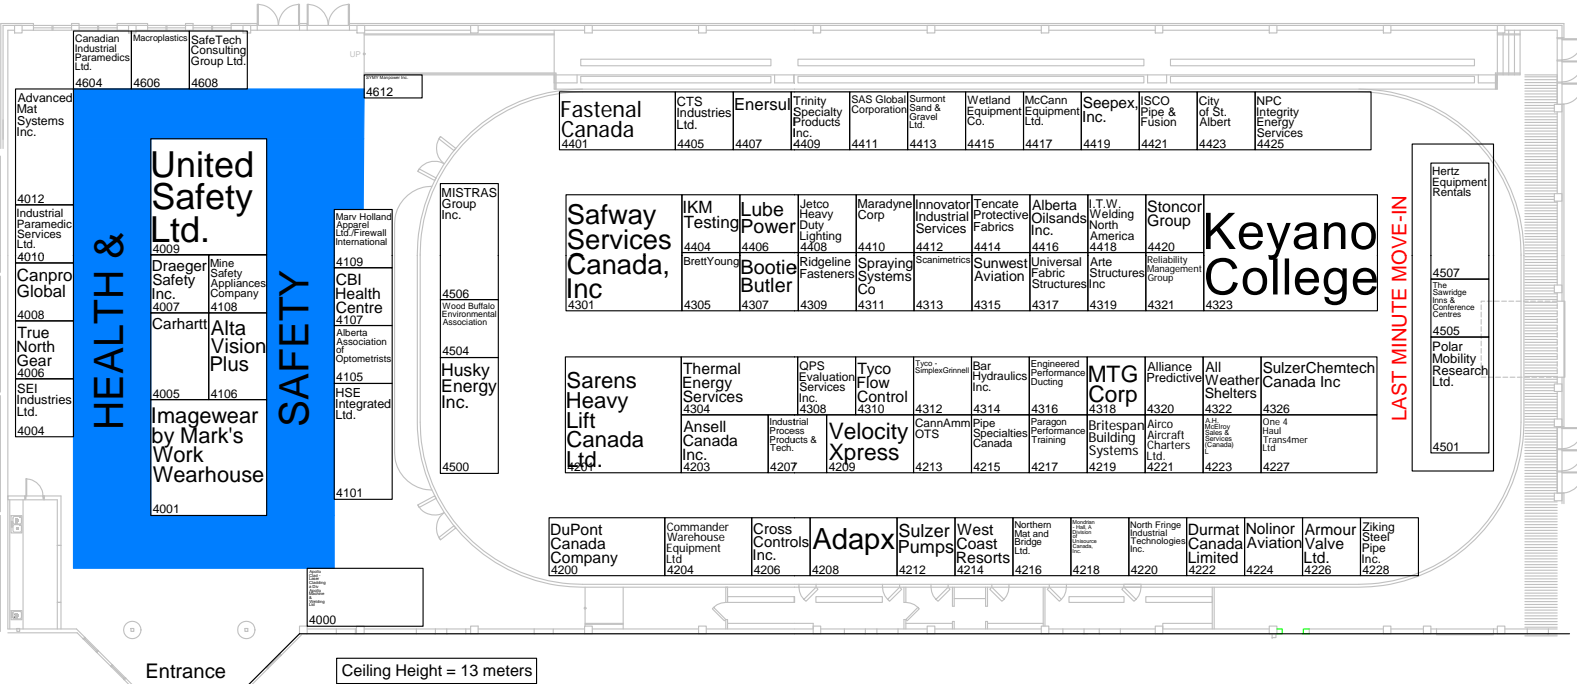 Canadian
Industrial
Paramedics
Ltd.
4604
Macroplastics
4606
SafeTech
Consulting
Group Ltd.
4608
UP
4612
Advanced
Mat
Systems
Inc.
4012
Industrial
Paramedic
Services
Ltd.
4010
Canpro
Global
4008
True
North
Gear
4006
SEI
Industries
Ltd.
4004
HEALTH &
SAFETY
United
Safety
Ltd.
4009
Draeger
Safety
Inc.
4007
Mine
Safety
Appliances
Company
4108
Carhartt
4005
Alta
Vision
Plus
4106
Imagewear
by Mark's
Work
Wearhouse
4001
Marv Holland
Apparel
Ltd./Firewall
International
4109
CBI
Health
Centre
4107
Alberta
Association
of
Optometrists
4105
HSE
Integrated
Ltd.
4101
4000
MISTRAS
Group
Inc.
4506
Wood Buffalo
Environmental
Association
4504
Husky
Energy
Inc.
4500
Fastenal
Canada
4401
CTS
Industries
Ltd.
4405
Enersul
4407
Trinity
Specialty
Products
Inc.
4409
SAS Global
Corporation
4411
Surmont
Sand &
Gravel
Ltd.
4413
Wetland
Equipment
Co.
4415
McCann
Equipment
Ltd.
4417
Seepex,
Inc.
4419
ISCO
Pipe &
Fusion
4421
City
of St.
Albert
4423
NPC
Integrity
Energy
Services
4425
Safway
Services
Canada,
Inc
4301
IKM
Testing
4404
Lube
Power
4406
Jetco
Heavy
Duty
Lighting
4408
Maradyne
Corp
4410
Innovator
Industrial
Services
4412
Tencate
Protective
Fabrics
4414
Alberta
Oilsands
Inc.
4416
I.T.W.
Welding
North
America
4418
Stoncor
Group
4420
Keyano
College
4323
BrettYoung
4305
Bootie
Butler
4307
Ridgeline
Fasteners
4309
Spraying
Systems
Co
4311
Scanimetrics
4313
Sunwest
Aviation
4315
Universal
Fabric
Structures
4317
Arte
Structures
Inc
4319
Reliability
Management
Group
4321
Sarens
Heavy
Lift
Canada
Ltd.
4201
Thermal
Energy
Services
4304
QPS
Evaluation
Services
Inc.
4308
Tyco
Flow
Control
4310
Tyco -
SimplexGrinnell
4312
Bar
Hydraulics
Inc.
4314
Engineered
Performance
Ducting
4316
MTG
Corp
4318
Alliance
Predictive
4320
All
Weather
Shelters
4322
SulzerChemtech
Canada Inc
4326
Ansell
Canada
Inc.
4203
Industrial
Process
Products &
Tech.
4207
Velocity
Xpress
4209
CannAmm
OTS
4213
Pipe
Specialties
Canada
4215
Paragon
Performance
Training
4217
Britespan
Building
Systems
4219
Airco
Aircraft
Charters
Ltd.
4221
A.H.
McElroy
Sales &
Services
(Canada)
L
4223
One 4
Haul
Trans4mer
Ltd
4227
DuPont
Canada
Company
4200
Commander
Warehouse
Equipment
Ltd
4204
Cross
Controls
Inc.
4206
Adapx
4208
Sulzer
Pumps
4212
West
Coast
Resorts
4214
Northern
Mat and
Bridge
Ltd.
4216
Mondrian
- Hall, A
Division
of
Unisource
Canada,
Inc.
4218
North Fringe
Industrial
Technologies
Inc.
4220
Durmat
Canada
Limited
4222
Nolinor
Aviation
4224
Armour
Valve
Ltd.
4226
Ziking
Steel
Pipe
Inc.
4228
LAST MINUTE MOVE-IN
Hertz
Equipment
Rentals
4507
The
Sawridge
Inns &
Conference
Centres
4505
Polar
Mobility
Research
Ltd.
4501
Entrance
Ceiling Height = 13 meters